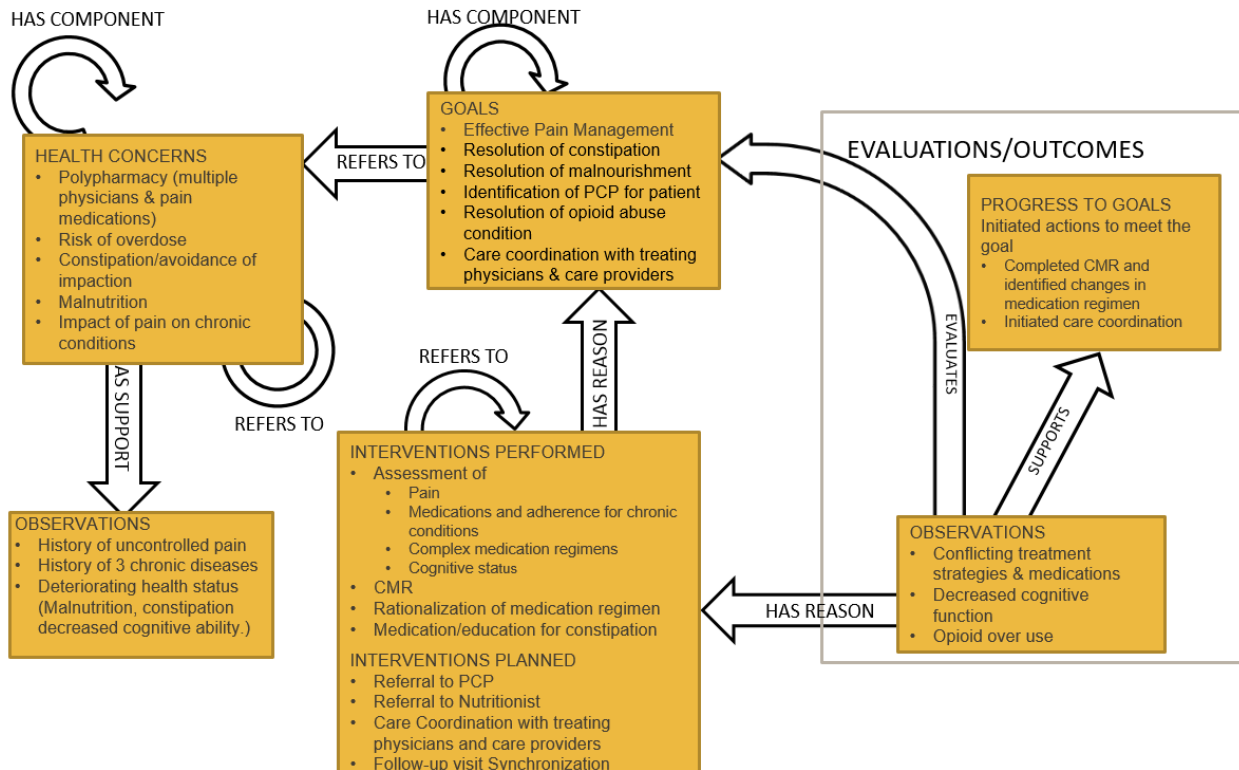 HAS COMPONENT
HEALTH CONCERNS
• Polypharmacy (multiple
physicians & pain
medications)
• Risk of overdose
• Constipation/avoidance of
impaction
• Malnutrition
• Impact of pain on chronic
conditions
REFERS TO
AS SUPPORT
OBSERVATIONS
• History of uncontrolled pain
• History of 3 chronic diseases
• Deteriorating health status
(Malnutrition, constipation
decreased cognitive ability.)
HAS COMPONENT
REFERS TO
GOALS
• Effective Pain Management
• Resolution of constipation
• Resolution of malnourishment
• Identification of PCP for patient
• Resolution of opioid abuse
condition
• Care coordination with treating
physicians & care providers
HAS REASON
REFERS TO
INTERVENTIONS PERFORMED
• Assessment of
• Pain
• Medications and adherence for chronic
conditions
• Complex medication regimens
• Cognitive status
• CMR
• Rationalization of medication regimen
• Medication/education for constipation
INTERVENTIONS PLANNED
• Referral to PCP
• Referral to Nutritionist
• Care Coordination with treating
physicians and care providers
• Follow-up visit Synchronization
EVALUATIONS/OUTCOMES
PROGRESS TO GOALS
Initiated actions to meet the
goal
• Completed CMR and
identified changes in
medication regimen
• Initiated care coordination
EVALUATES
SUPPORTS
HAS REASON
OBSERVATIONS
• Conflicting treatment
strategies & medications
• Decreased cognitive
function
• Opioid over use